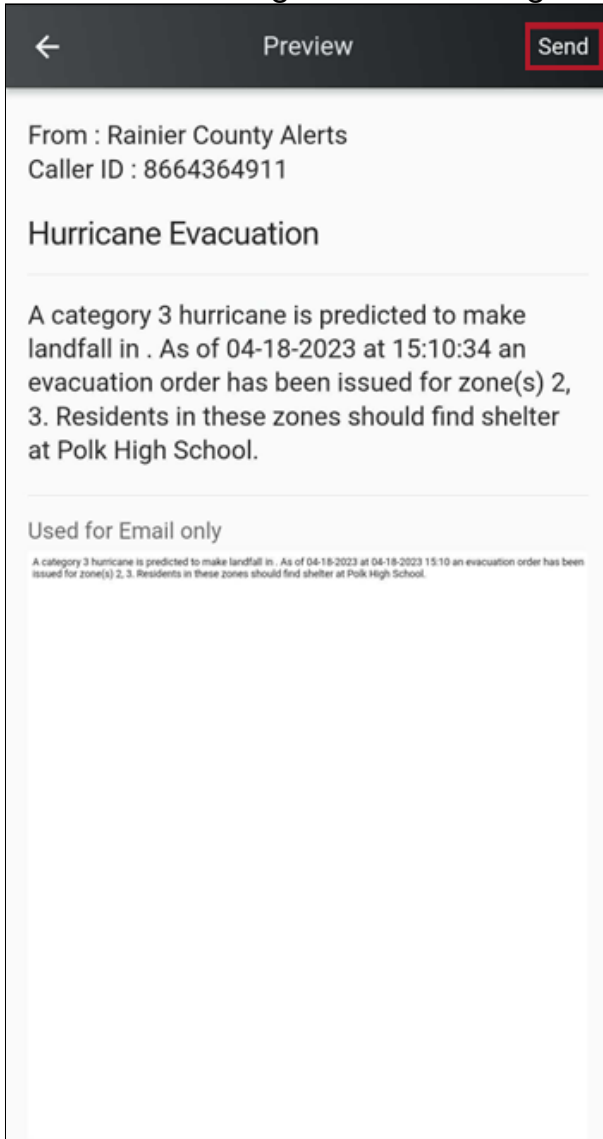 Preview
Send
From : Rainier County Alerts
Caller ID : 8664364911
Hurricane Evacuation
A category 3 hurricane is predicted to make
landfall in . As of 04-18-2023 at 15:10:34 an
evacuation order has been issued for zone(s) 2,
3. Residents in these zones should find shelter
at Polk High School.
Used for Email only
A category 3 hurricane is predicted to make landfall in . As of 04-18-2023 at 04-18-2023 15:10 an evacuation order has been
issued for zone(s) 2, 3. Residents in these zones should find shelter at Polk High School.